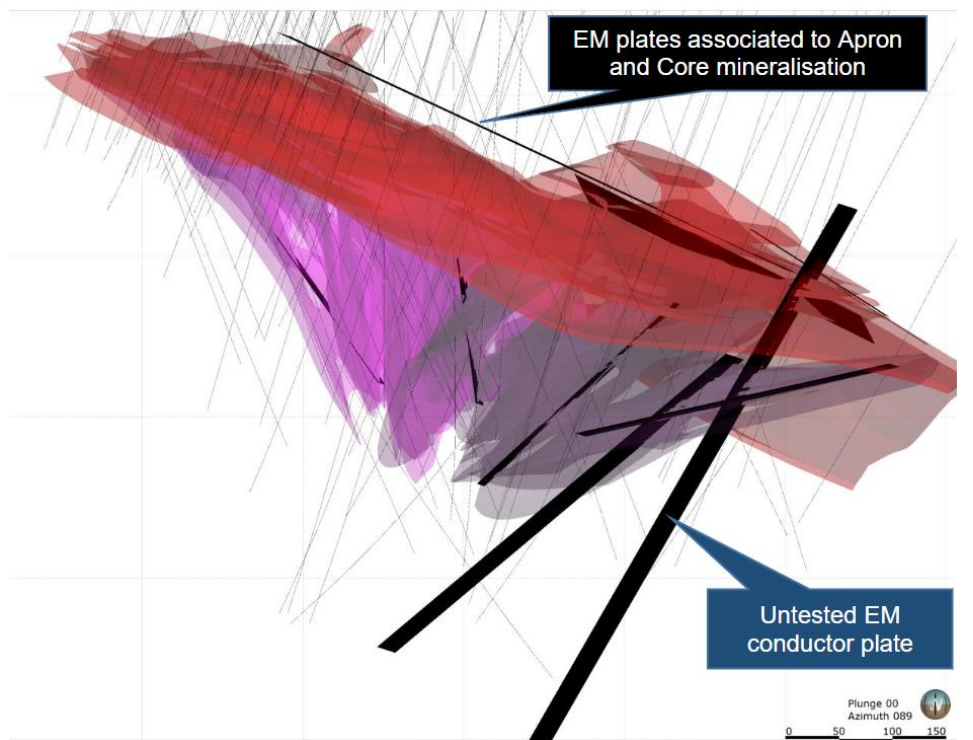 EM plates associated to Apron
and Core mineralisation
Untested EM
conductor plate
Plunge 00
Azimuth 089
0 50 100 150